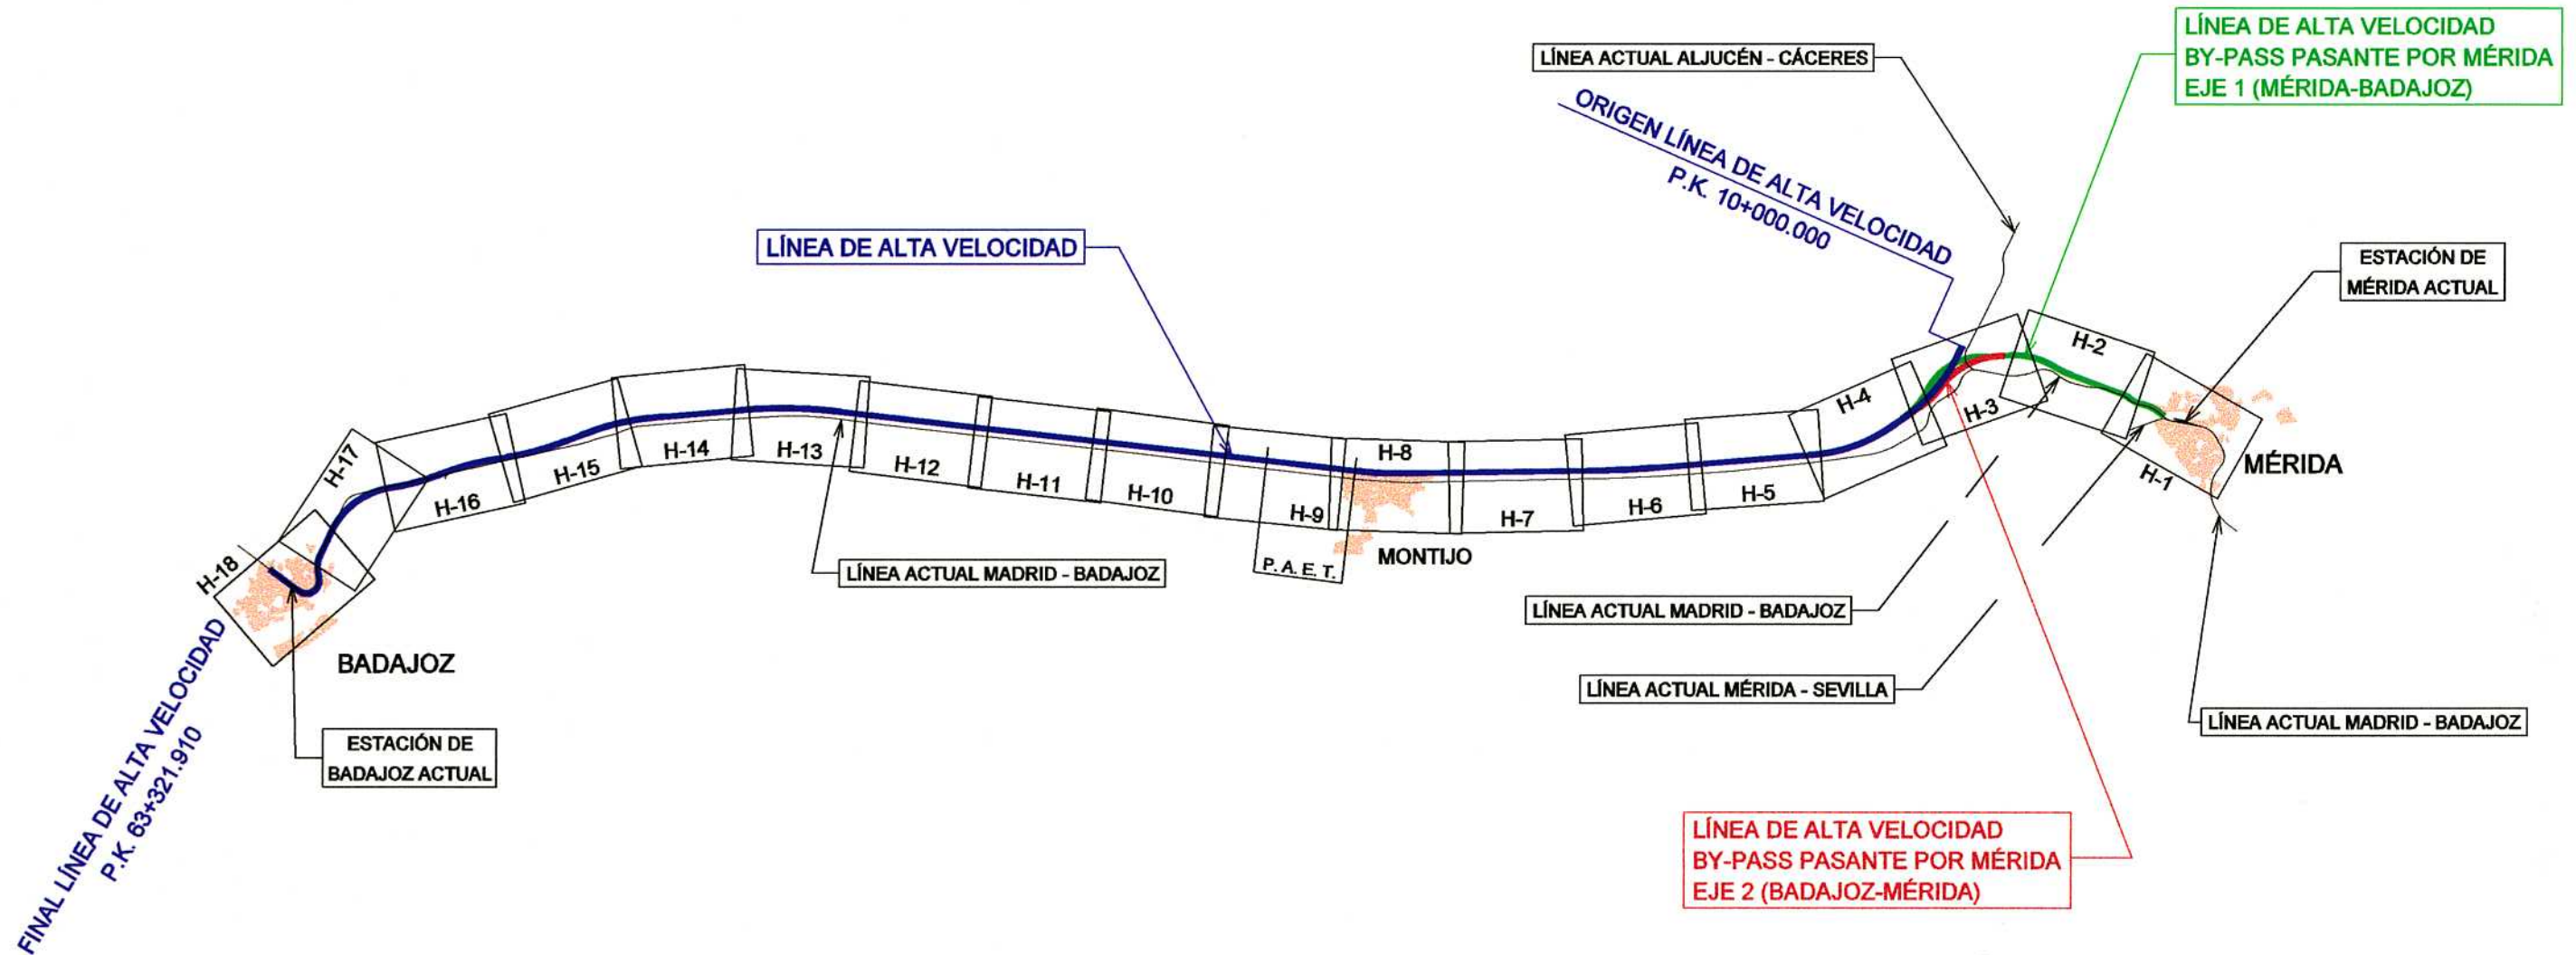 LÍNEA DE ALTA VELOCIDAD
BY-PASS PASANTE POR MÉRIDA
EJE 1 (MÉRIDA-BADAJOZ)
LÍNEA ACTUAL ALJUCÉN - CÁCERES
ORIGEN LÍNEA DE ALTA VELOCIDAD
P.K. 10+000.000
LÍNEA DE ALTA VELOCIDAD
ESTACIÓN DE
MÉRIDA ACTUAL
H-18
H-17
H-16
H-15
H-14
H-13
H-12
H-11
H-10
H-9
H-8
H-7
H-6
H-5
H-4
H-3
H-2
H-1
MÉRIDA
P. A. E. T.
MONTIJO
LÍNEA ACTUAL MADRID - BADAJOZ
LÍNEA ACTUAL MADRID - BADAJOZ
BADAJOZ
LÍNEA ACTUAL MÉRIDA - SEVILLA
LÍNEA ACTUAL MADRID - BADAJOZ
ESTACIÓN DE
BADAJOZ ACTUAL
FINAL LÍNEA DE ALTA VELOCIDAD
P.K. 63+321.910
LÍNEA DE ALTA VELOCIDAD
BY-PASS PASANTE POR MÉRIDA
EJE 2 (BADAJOZ-MÉRIDA)